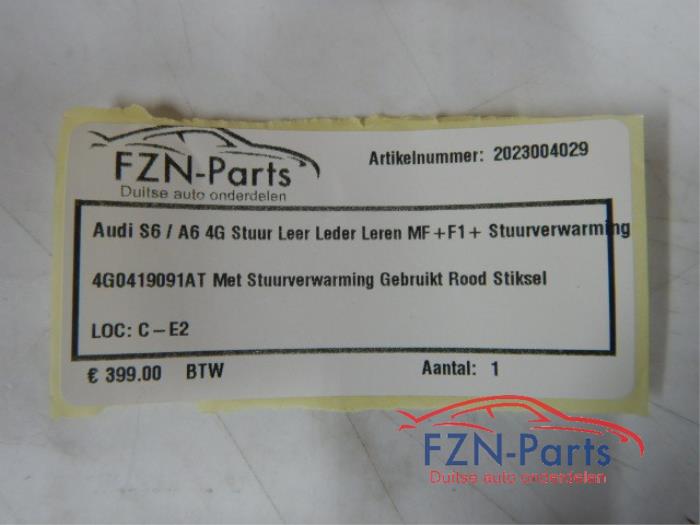 FZN-Parts
Duitse auto onderdelen
Artikelnummer: 2023004029
Audi S6 / A6 4G Stuur Leer Leder Leren MF+F1+ Stuurverwarming
4G0419091AT Met Stuurverwarming Gebruikt Rood Stiksel
LOC: C-E2
€ 399.00 BTW Aantal: 1
FZN-Parts
Duitse auto onderdelen